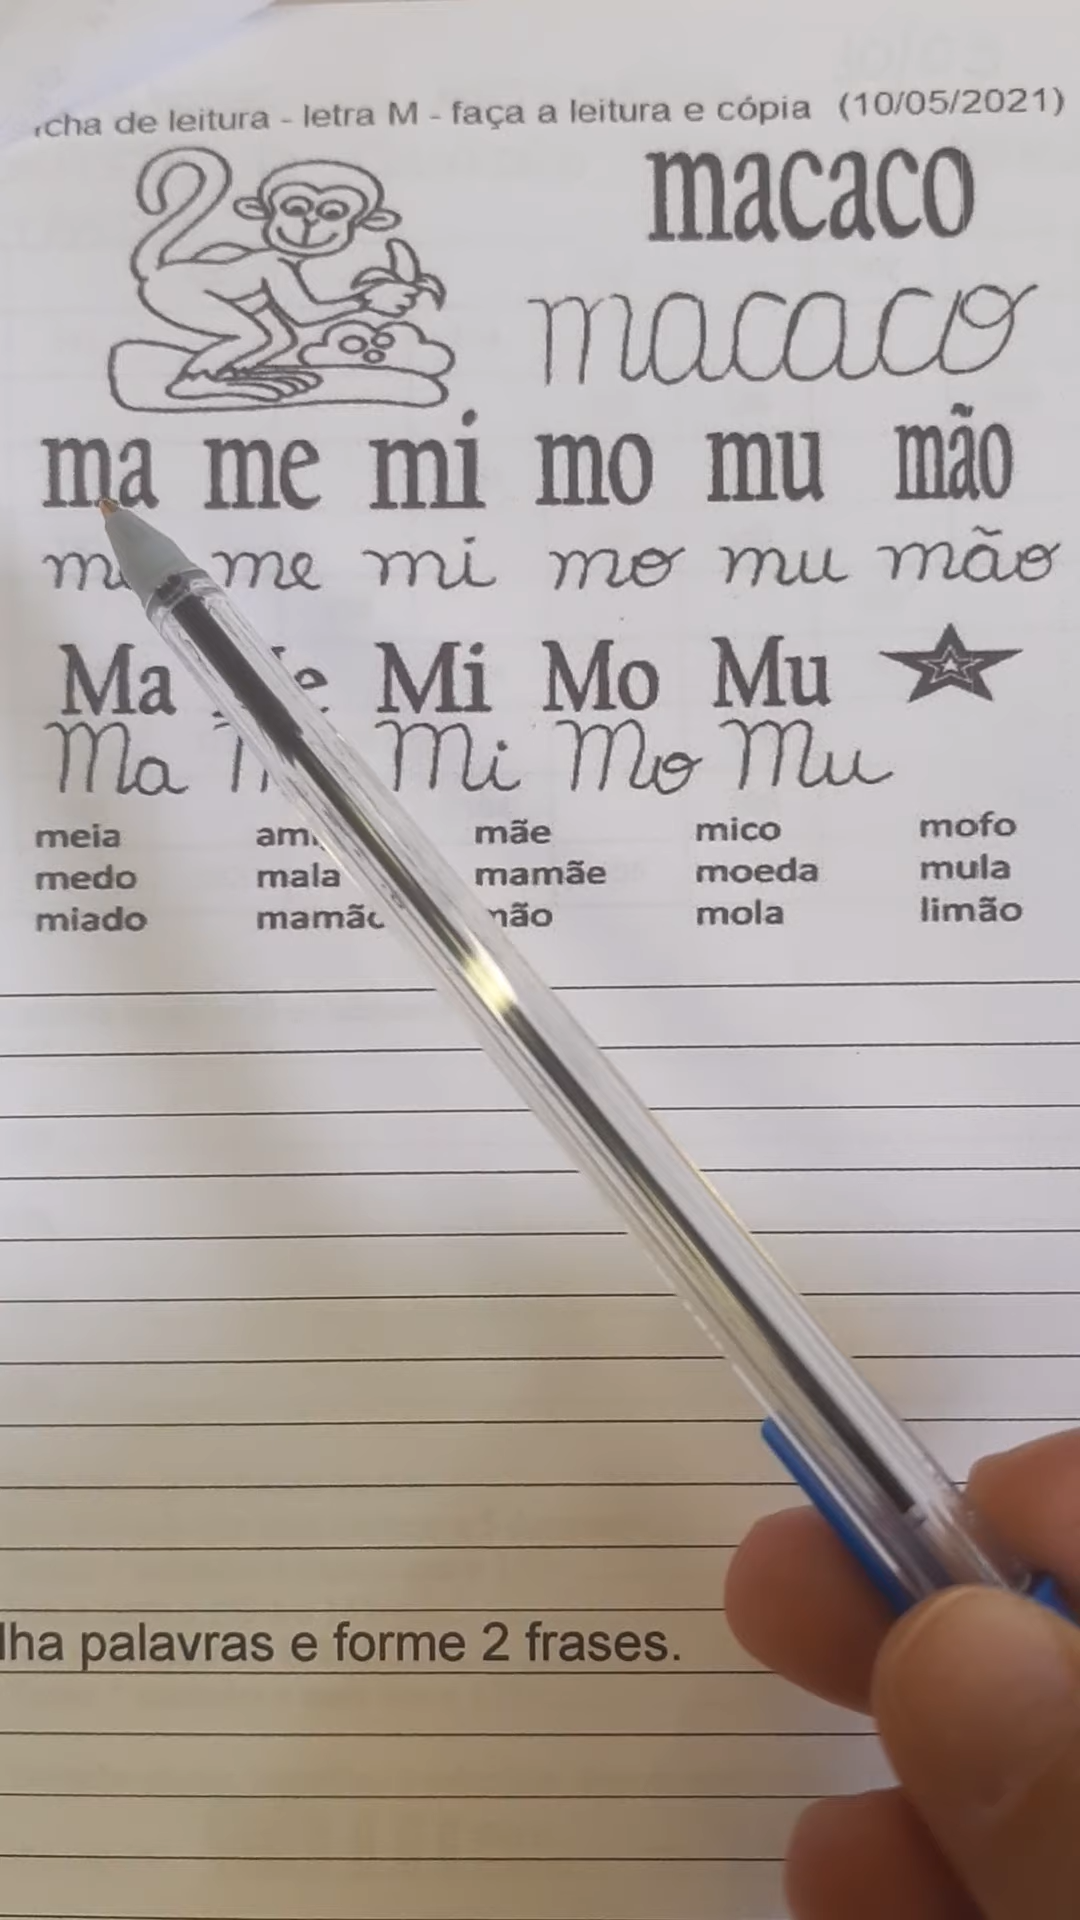 de leitura - letra M - faça a leitura e cópia (10/05/2021)
macaco
macaco
ma me mi mo mu mão
me mi mo mu mão
Ma Mi Mo Mu
Ma Mi Mo Mu
meia mãe mico mofo
medo mala mamãe moeda mula
miado mola limão
palavras e forme 2 frases.